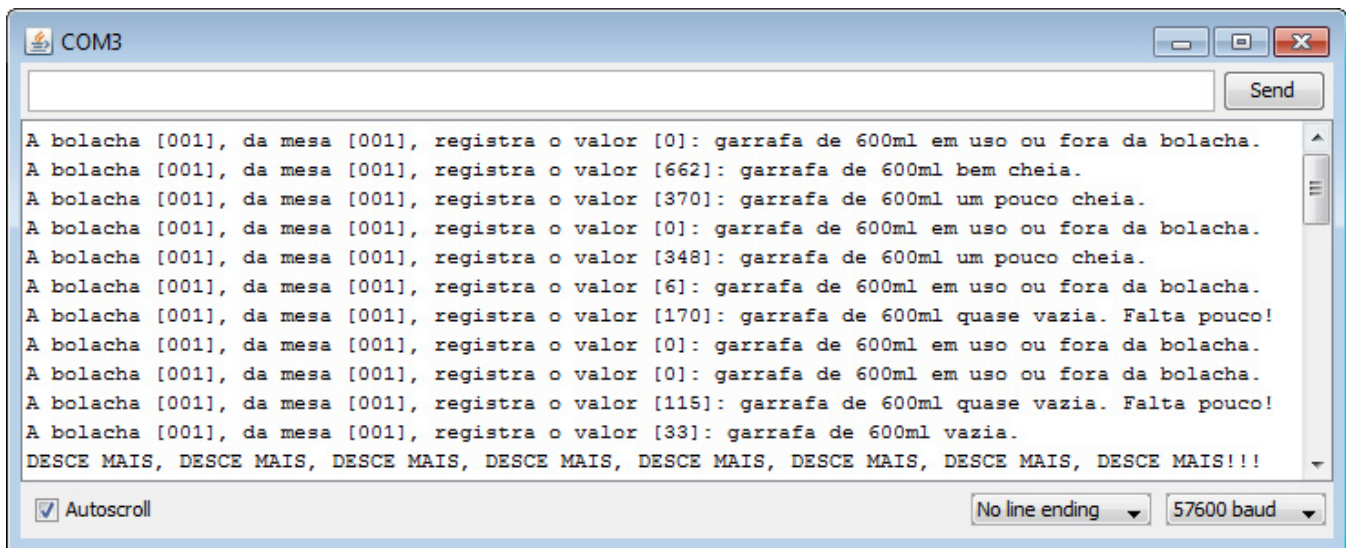 COM3
Send
A bolacha [001], da mesa [001], registra o valor [0]: garrafa de 600ml em uso ou fora da bolacha.
A bolacha [001], da mesa [001], registra o valor [662]: garrafa de 600ml bem cheia.
A bolacha [001], da mesa [001], registra o valor [370]: garrafa de 600ml um pouco cheia.
A bolacha [001], da mesa [001], registra o valor [0]: garrafa de 600ml em uso ou fora da bolacha.
A bolacha [001], da mesa [001], registra o valor [348]: garrafa de 600ml um pouco cheia.
A bolacha [001], da mesa [001], registra o valor [6]: garrafa de 600ml em uso ou fora da bolacha.
A bolacha [001], da mesa [001], registra o valor [170]: garrafa de 600ml quase vazia. Falta pouco!
A bolacha [001], da mesa [001], registra o valor [0]: garrafa de 600ml em uso ou fora da bolacha.
A bolacha [001], da mesa [001], registra o valor [0]: garrafa de 600ml em uso ou fora da bolacha.
A bolacha [001], da mesa [001], registra o valor [115]: garrafa de 600ml quase vazia. Falta pouco!
A bolacha [001], da mesa [001], registra o valor [33]: garrafa de 600ml vazia.
DESCE MAIS, DESCE MAIS, DESCE MAIS, DESCE MAIS, DESCE MAIS, DESCE MAIS, DESCE MAIS, DESCE MAIS!!!
Autoscroll
No line ending
57600 baud